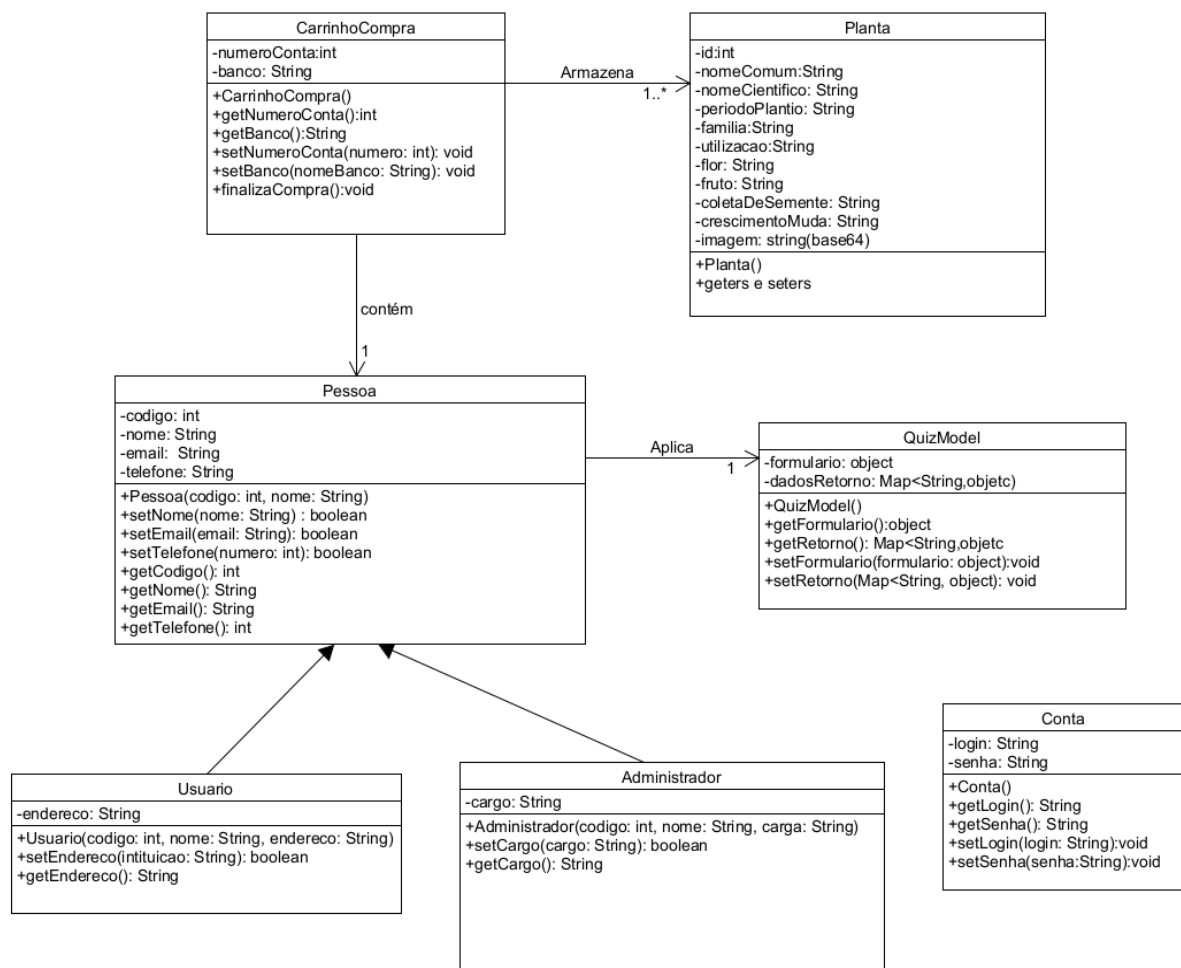 CarrinhoCompra
-numeroConta:int
-banco: String
+CarrinhoCompra()
+getNumeroConta():int
+getBanco():String
+setNumeroConta(numero: int): void
+setBanco(nomeBanco: String): void
+finalizaCompra():void
Armazena
1..*
Planta
-id:int
-nomeComum:String
-nomeCientifico: String
-periodoPlantio: String
-familia:String
-utilizacao:String
-flor: String
-fruto: String
-coletaDeSemente: String
-crescimentoMuda: String
-imagem: string(base64)
+Planta()
+geters e seters
contém
1
Pessoa
-codigo: int
-nome: String
-email: String
-telefone: String
+Pessoa(codigo: int, nome: String)
+setNome(nome: String) : boolean
+setEmail(email: String): boolean
+setTelefone(numero: int): boolean
+getCodigo(): int
+getNome(): String
+getEmail(): String
+getTelefone(): int
Aplica
1
QuizModel
-formulario: object
-dadosRetorno: Map<String,objetc)
+QuizModel()
+getFormulario():object
+getRetorno(): Map<String,objetc
+setFormulario(formulario: object):void
+setRetorno(Map<String, object): void
Usuario
-endereco: String
+Usuario(codigo: int, nome: String, endereco: String)
+setEndereco(intituicao: String): boolean
+getEndereco(): String
Administrador
-cargo: String
+Administrador(codigo: int, nome: String, carga: String)
+setCargo(cargo: String): boolean
+getCargo(): String
Conta
-login: String
-senha: String
+Conta()
+getLogin(): String
+getSenha(): String
+setLogin(login: String):void
+setSenha(senha:String):void